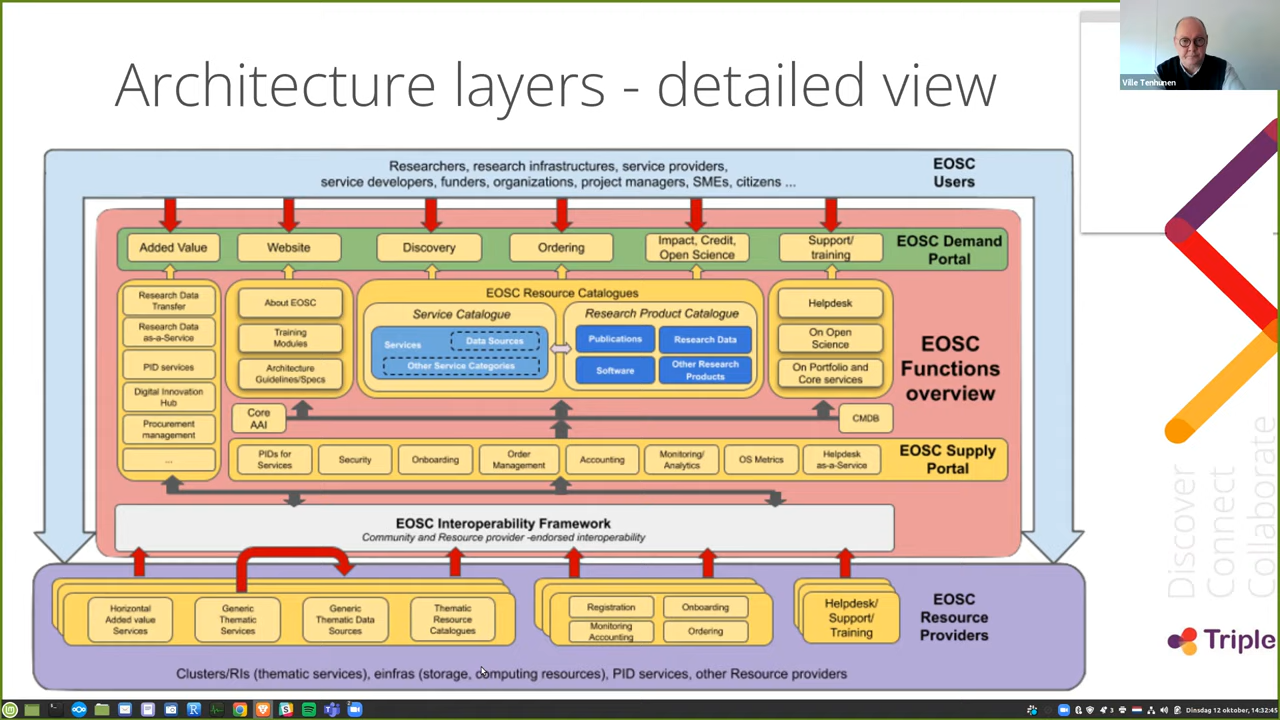 Architecture layers - detailed view
Ville Tenhunen
Researchers, research infrastructures, service providers,
service developers, funders, organizations, project managers, SMEs, citizens ...
EOSC
Users
Added Value
Website
Discovery
Ordering
Impact, Credit,
Open Science
Support/
training
EOSC Demand
Portal
Research Data
Transfer
Research Data
as-a-Service
PID services
Digital Innovation
Hub
Procurement
management
...
About EOSC
Training
Modules
Architecture
Guidelines/Specs
EOSC Resource Catalogues
Service Catalogue
Services
Data Sources
Other Service Categories
Research Product Catalogue
Publications
Research Data
Software
Other Research
Products
Helpdesk
On Open
Science
On Portfolio and
Core services
EOSC
Functions
overview
Core
AAI
CMDB
PIDs for
Services
Security
Onboarding
Order
Management
Accounting
Monitoring/
Analytics
OS Metrics
Helpdesk
as-a-Service
EOSC Supply
Portal
EOSC Interoperability Framework
Community and Resource provider -endorsed interoperability
Horizontal
Added value
Services
Generic
Thematic
Services
Generic
Thematic Data
Sources
Thematic
Resource
Catalogues
Registration
Onboarding
Monitoring
Accounting
Ordering
Helpdesk/
Support/
Training
EOSC
Resource
Providers
Clusters/RIs (thematic services), einfras (storage, computing resources), PID services, other Resource providers
Discover
Connect
Collaborate
Triple
3
Dinsdag 12 oktober, 14:32:45